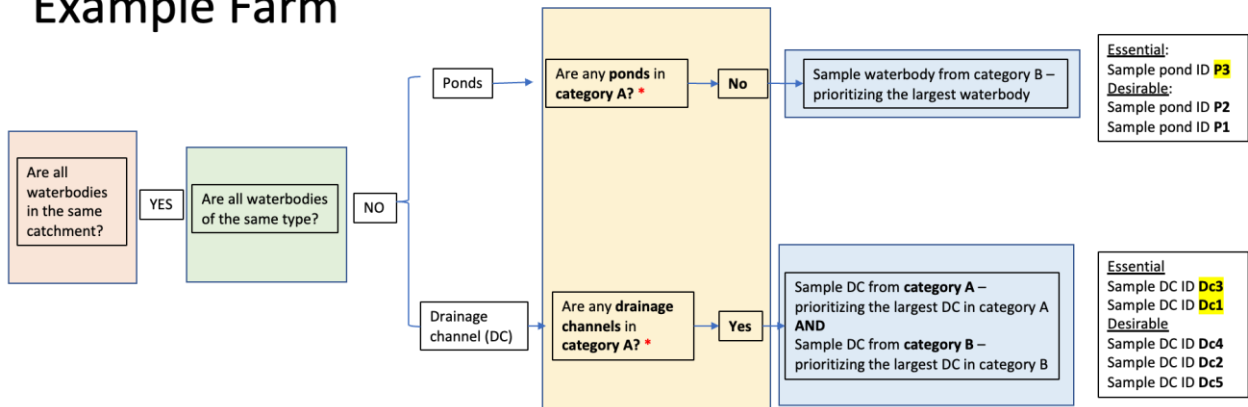 Example Farm
Are all
waterbodies
in the same
catchment?
YES
Are all waterbodies
of the same type?
NO
Ponds
Are any ponds in
category A? *
No
Sample waterbody from category B –
prioritizing the largest waterbody
Essential:
Sample pond ID P3
Desirable:
Sample pond ID P2
Sample pond ID P1
Drainage
channel (DC)
Are any drainage
channels in
category A? *
Yes
Sample DC from category A –
prioritizing the largest DC in category A
AND
Sample DC from category B –
prioritizing the largest DC in category B
Essential
Sample DC ID Dc3
Sample DC ID Dc1
Desirable
Sample DC ID Dc4
Sample DC ID Dc2
Sample DC ID Dc5